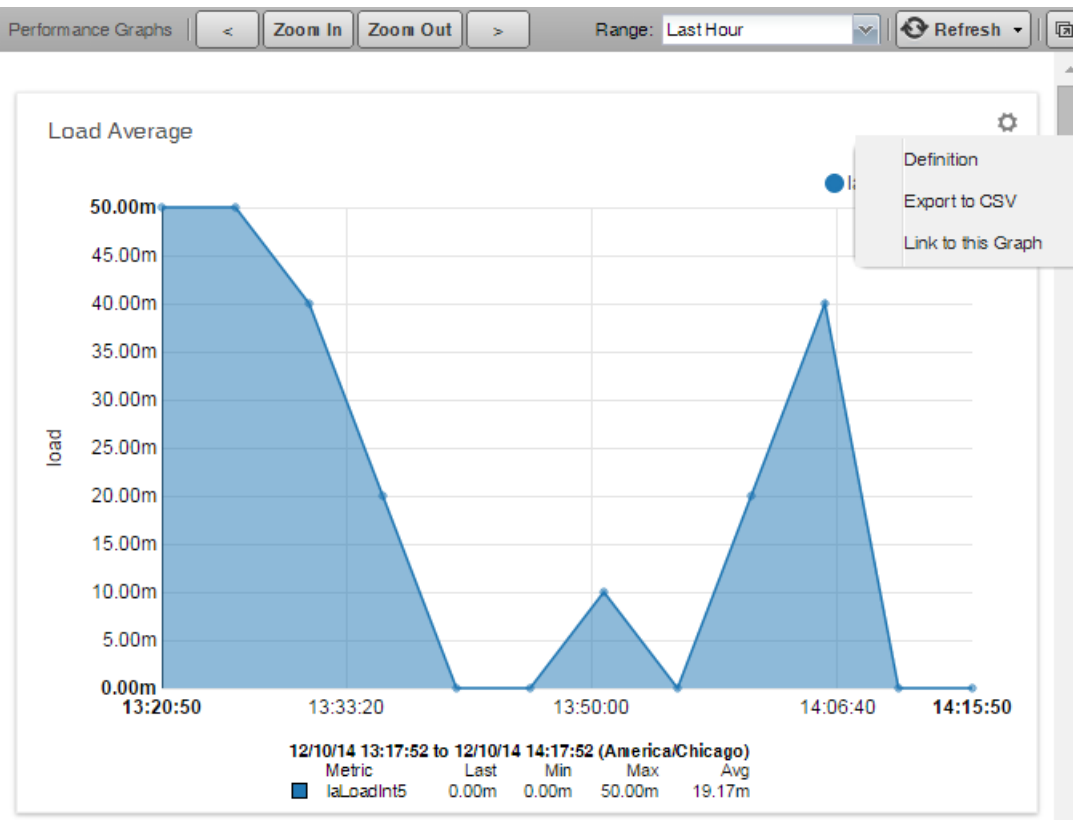 Performance Graphs < Zoom In Zoom Out > Range: Last Hour Refresh
Load Average
Definition
Export to CSV
Link to this Graph
50.00m
45.00m
40.00m
35.00m
30.00m
25.00m
20.00m
15.00m
10.00m
5.00m
0.00m
load
13:20:50 13:33:20 13:50:00 14:06:40 14:15:50
12/10/14 13:17:52 to 12/10/14 14:17:52 (America/Chicago)
Metric Last Min Max Avg
laLoadInt5 0.00m 0.00m 50.00m 19.17m